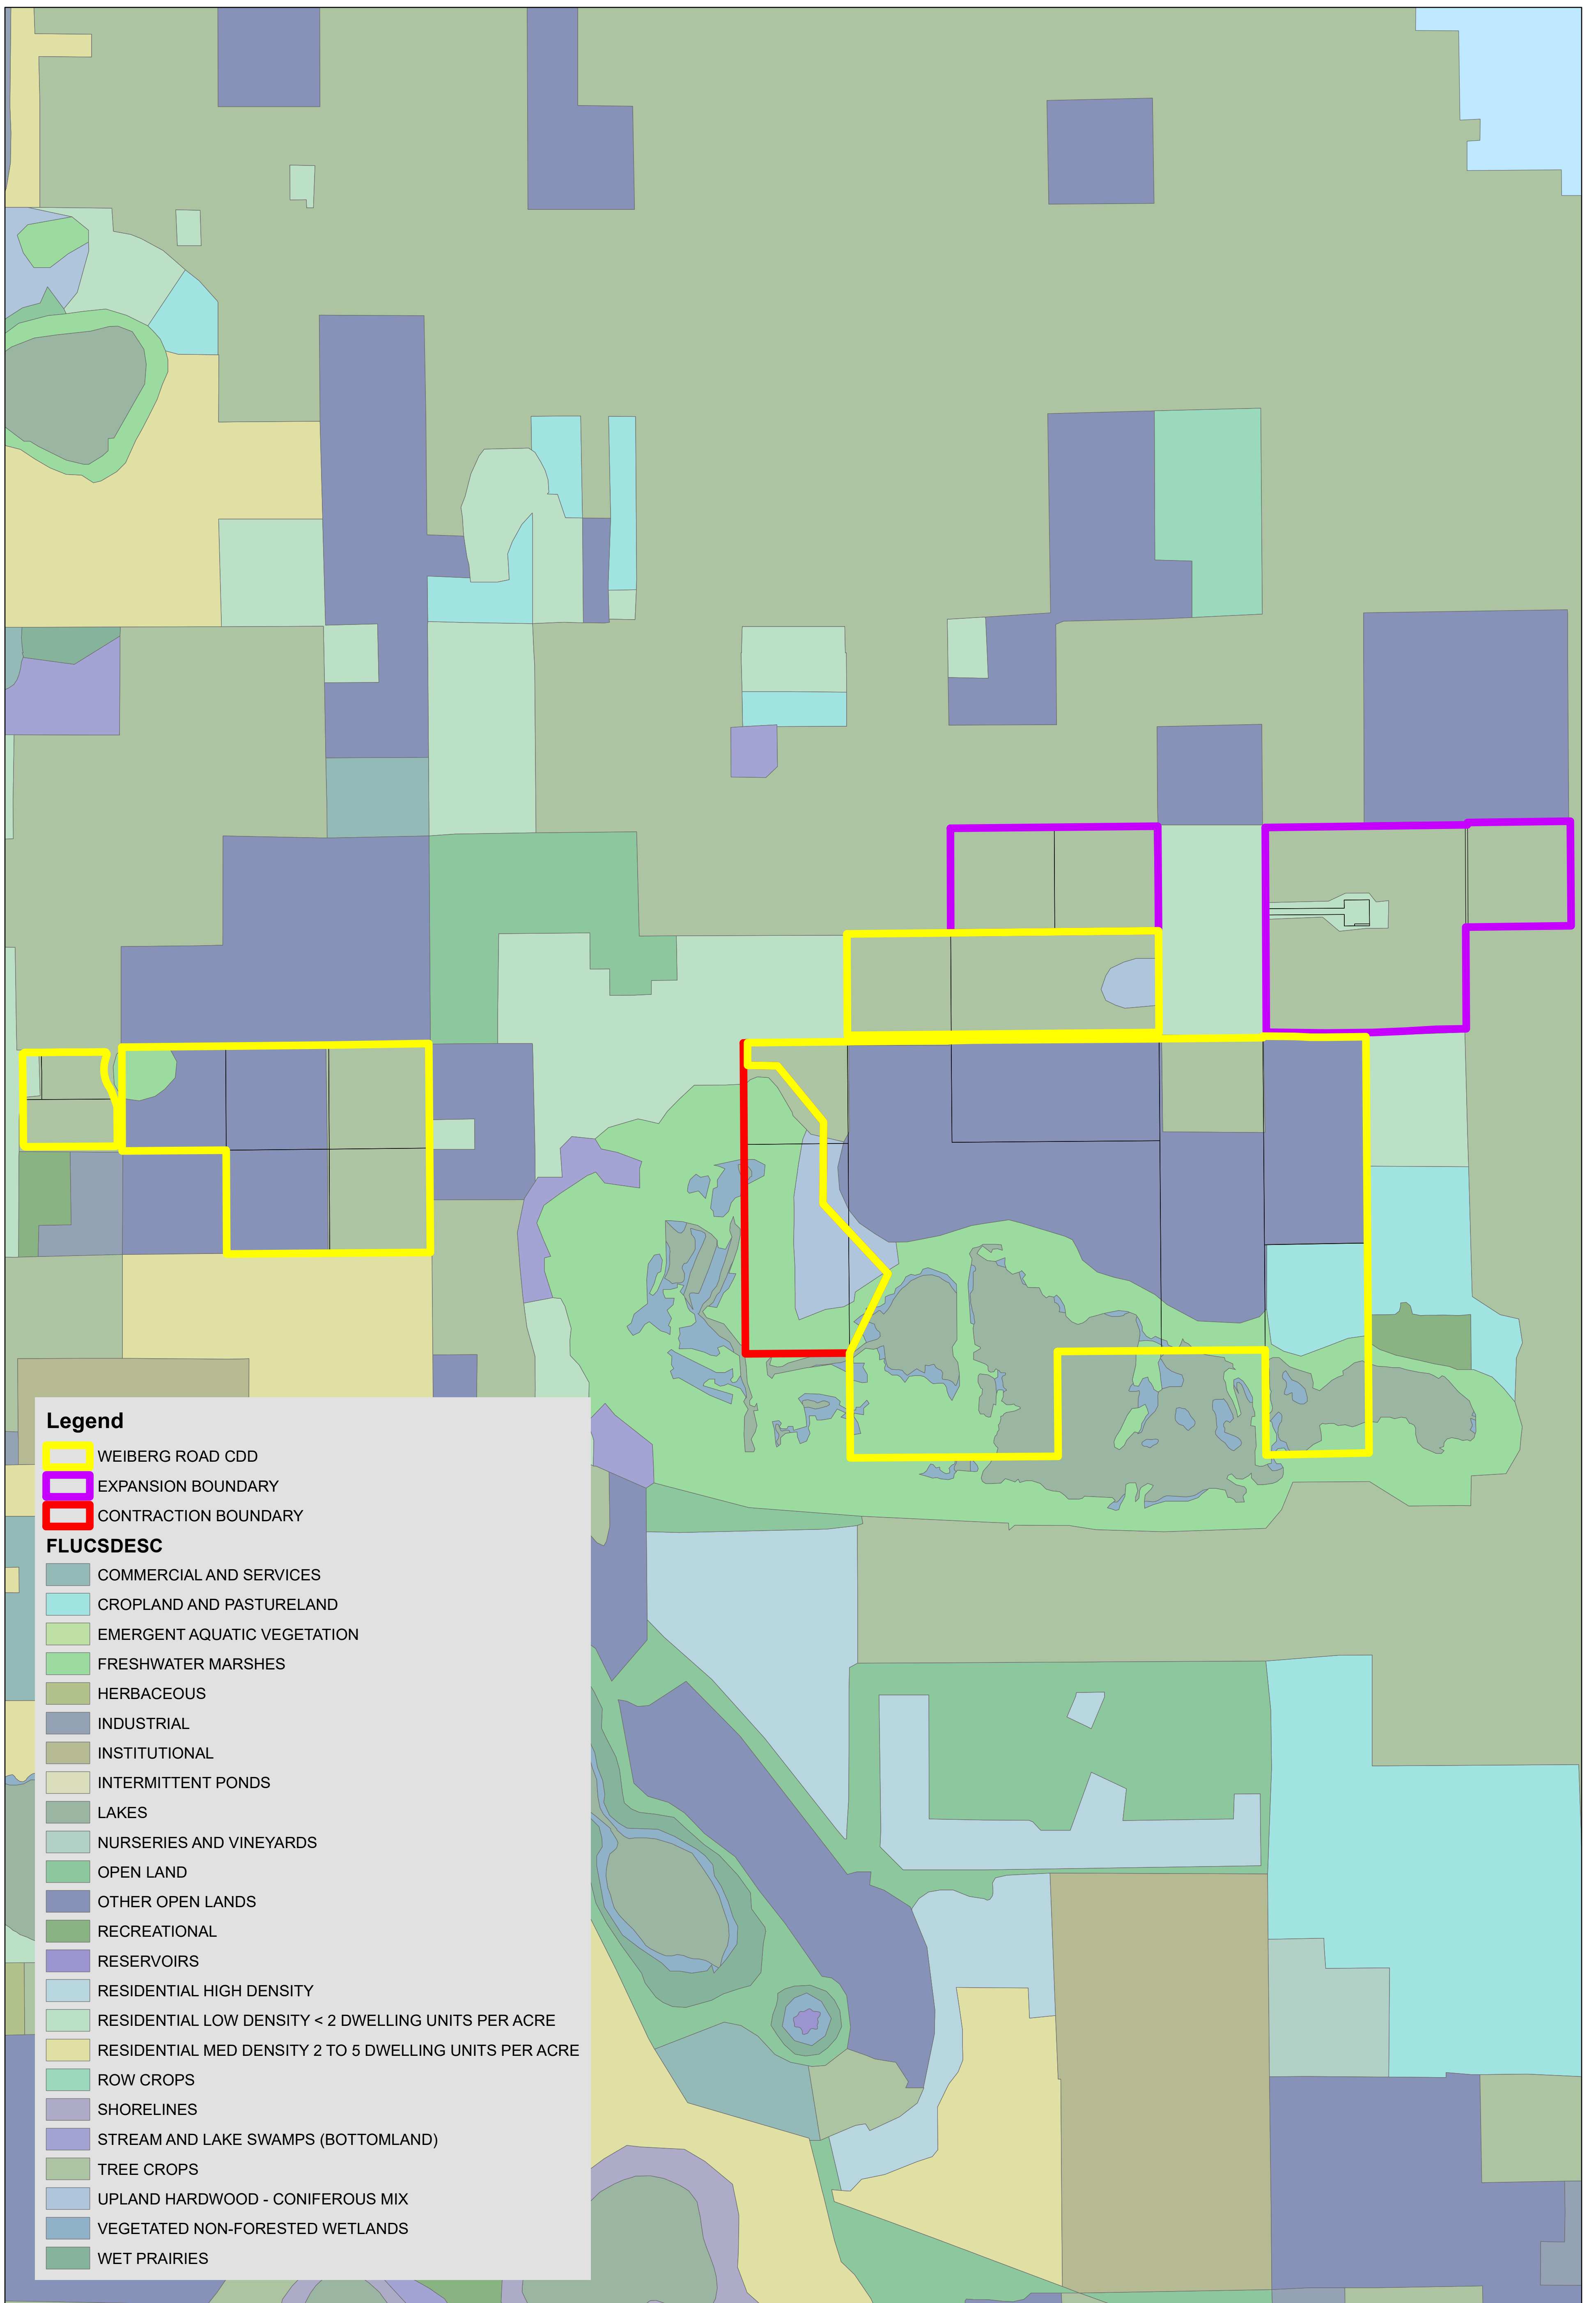 Legend
WEIBERG ROAD CDD
EXPANSION BOUNDARY
CONTRACTION BOUNDARY
FLUCSDESC
COMMERCIAL AND SERVICES
CROPLAND AND PASTURELAND
EMERGENT AQUATIC VEGETATION
FRESHWATER MARSHES
HERBACEOUS
INDUSTRIAL
INSTITUTIONAL
INTERMITTENT PONDS
LAKES
NURSERIES AND VINEYARDS
OPEN LAND
OTHER OPEN LANDS
RECREATIONAL
RESERVOIRS
RESIDENTIAL HIGH DENSITY
RESIDENTIAL LOW DENSITY < 2 DWELLING UNITS PER ACRE
RESIDENTIAL MED DENSITY 2 TO 5 DWELLING UNITS PER ACRE
ROW CROPS
SHORELINES
STREAM AND LAKE SWAMPS (BOTTOMLAND)
TREE CROPS
UPLAND HARDWOOD - CONIFEROUS MIX
VEGETATED NON-FORESTED WETLANDS
WET PRAIRIES